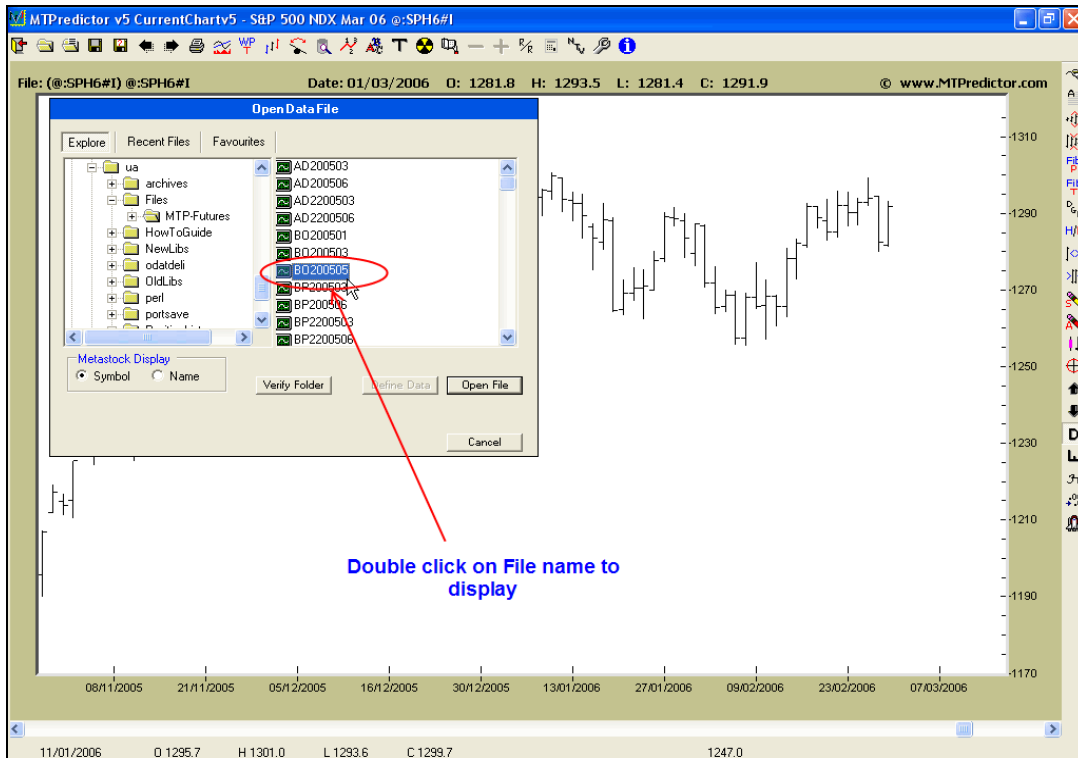 MTPredictor v5 CurrentChartv5 - S&P 500 NDX Mar 06 @:SPH6#I
WP
T
R/R
File: (@:SPH6#I) @:SPH6#I Date: 01/03/2006 O: 1281.8 H: 1293.5 L: 1281.4 C: 1291.9 © www.MTPredictor.com
Open Data File
Explore Recent Files Favourites
ua
archives
Files
MTP-Futures
HowToGuide
NewLibs
odatdeli
OldLibs
perl
portsave
AD200503
AD200506
AD2200503
AD2200506
BO200501
BO200503
BO200505
BP200503
BP200506
BP2200503
BP2200506
Metastock Display
Symbol Name
Verify Folder Define Data Open File
Cancel
Double click on File name to
display
1310
1290
1270
1250
1230
1210
1190
1170
08/11/2005 21/11/2005 05/12/2005 16/12/2005 30/12/2005 13/01/2006 27/01/2006 09/02/2006 23/02/2006 07/03/2006
11/01/2006 O 1295.7 H 1301.0 L 1293.6 C 1299.7 1247.0